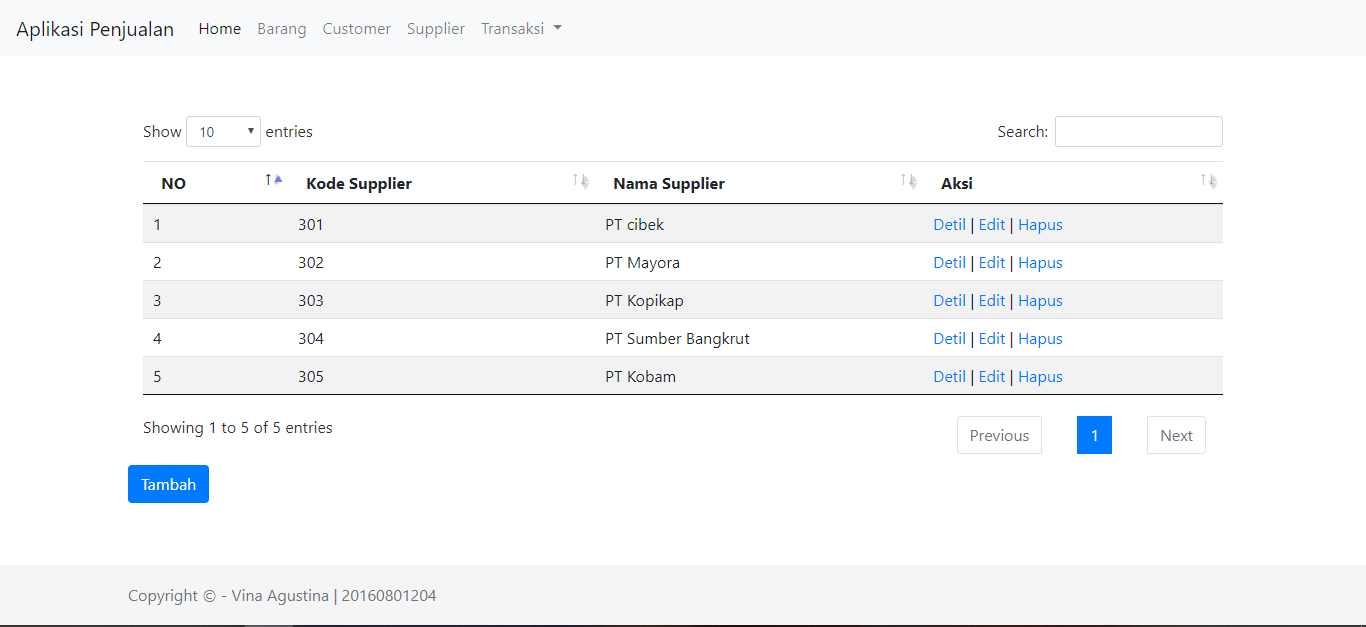 Aplikasi Penjualan Home Barang Customer Supplier Transaksi
Show 10 entries Search:
NO Kode Supplier Nama Supplier Aksi
1 301 PT cibek Detil | Edit | Hapus
2 302 PT Mayora Detil | Edit | Hapus
3 303 PT Kopikap Detil | Edit | Hapus
4 304 PT Sumber Bangkrut Detil | Edit | Hapus
5 305 PT Kobam Detil | Edit | Hapus
Showing 1 to 5 of 5 entries Previous 1 Next
Tambah
Copyright © - Vina Agustina | 20160801204